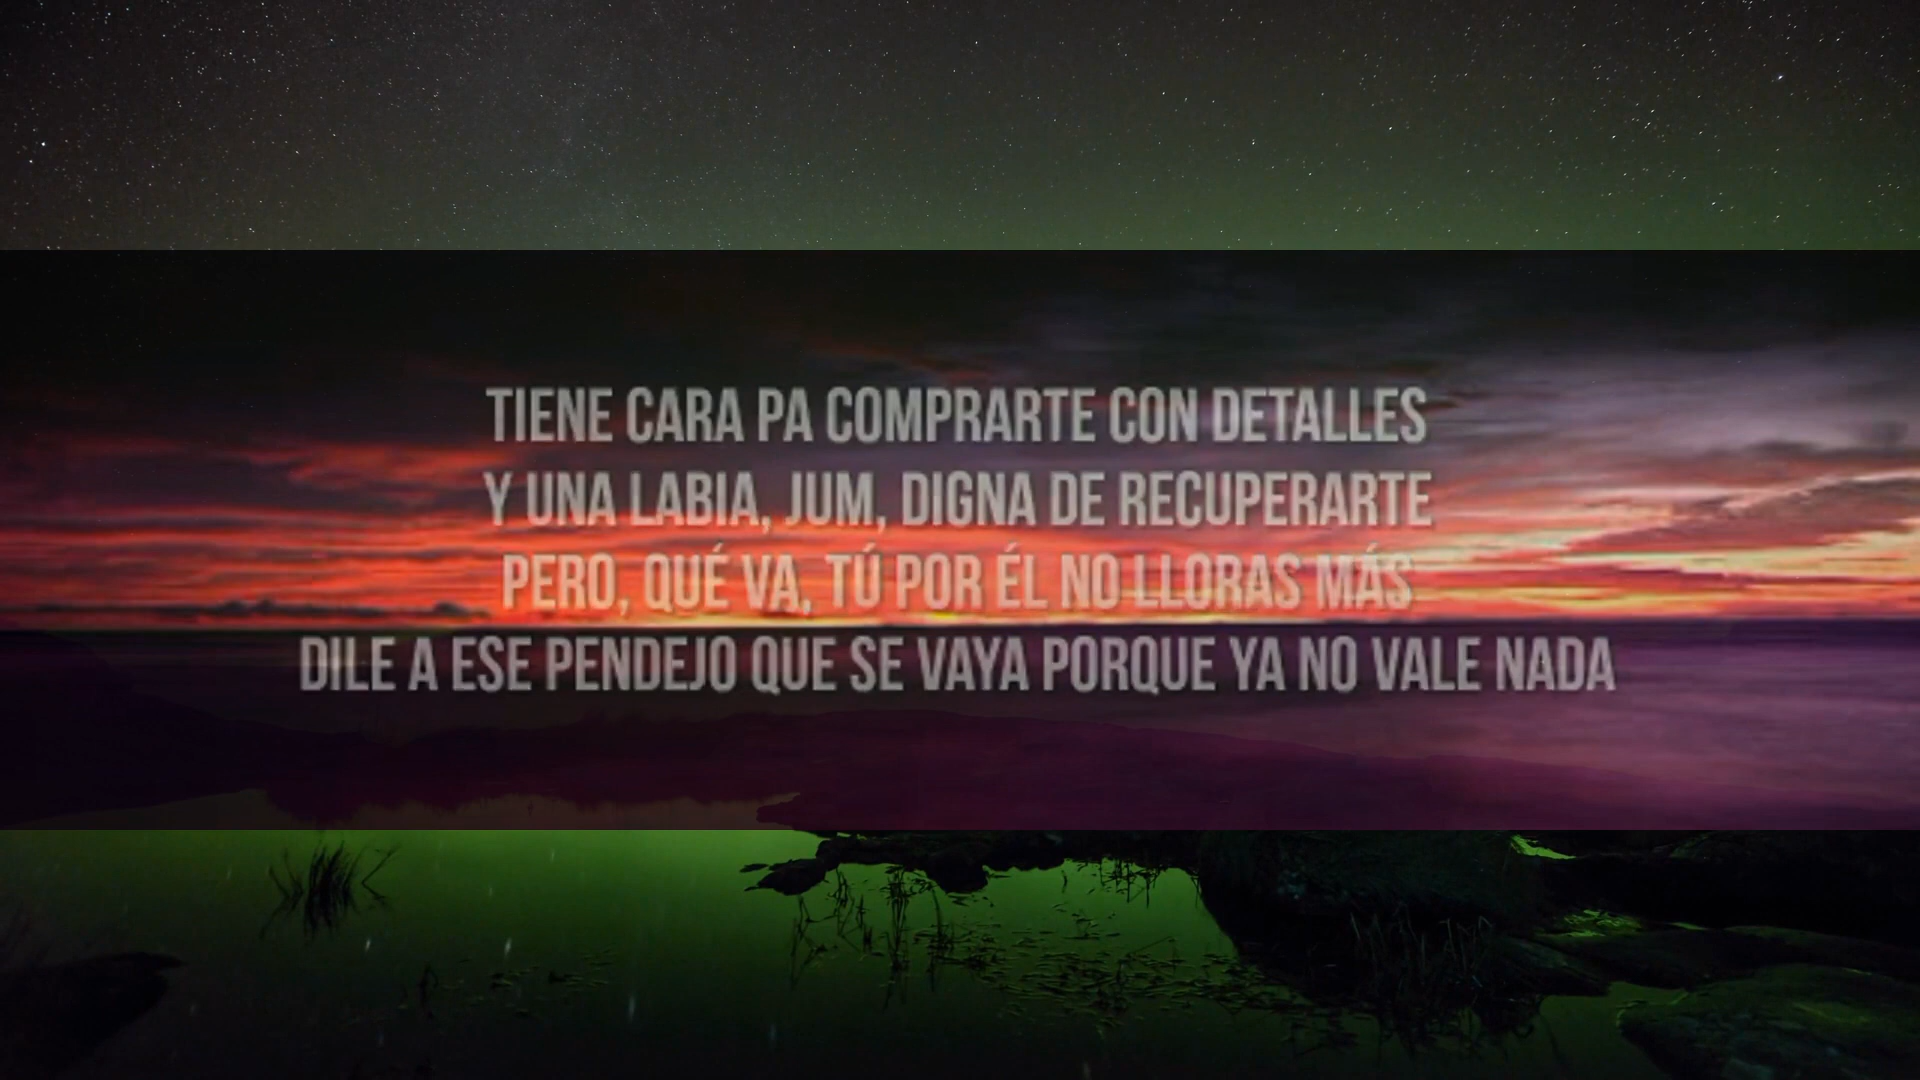 TIENE CARA PA COMPRARTE CON DETALLES
Y UNA LABIA, JUM, DIGNA DE RECUPERARTE
PERO, QUÉ VA, TÚ POR ÉL NO LLORAS MÁS
DILE A ESE PENDEJO QUE SE VAYA PORQUE YA NO VALE NADA